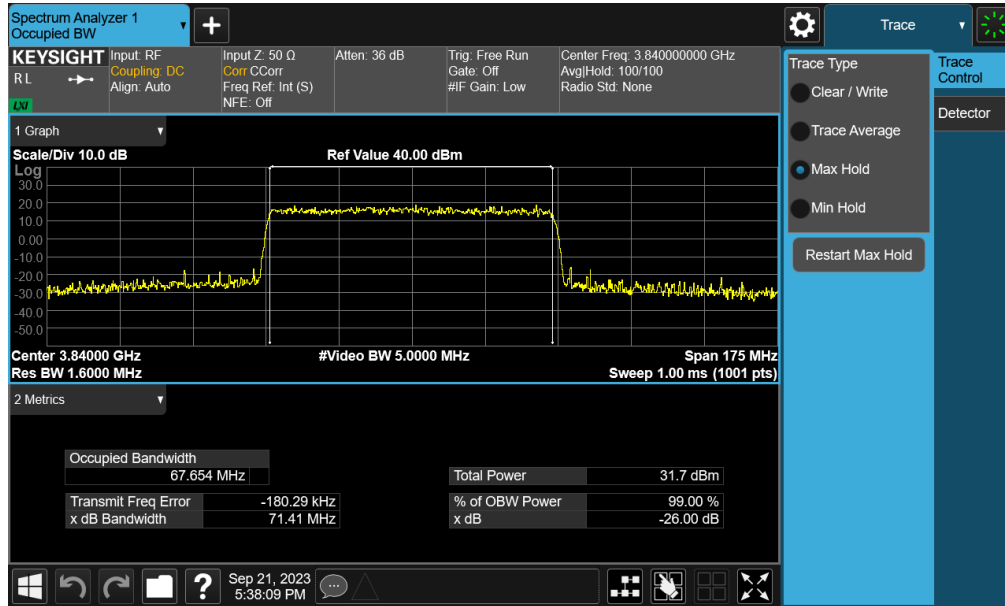 Spectrum Analyzer 1
Occupied BW
+
Trace
KEYSIGHT
R L
LXI
Input: RF
Coupling: DC
Align: Auto
Input Z: 50 Ω
Corr CCorr
Freq Ref: Int (S)
NFE: Off
Atten: 36 dB
Trig: Free Run
Gate: Off
#IF Gain: Low
Center Freq: 3.840000000 GHz
Avg|Hold: 100/100
Radio Std: None
Trace Type
Clear / Write
Trace Average
Max Hold
Min Hold
Restart Max Hold
Trace
Control
Detector
1 Graph
Scale/Div 10.0 dB
Ref Value 40.00 dBm
Log
30.0
20.0
10.0
0.00
-10.0
-20.0
-30.0
-40.0
-50.0
Center 3.84000 GHz
#Video BW 5.0000 MHz
Span 175 MHz
Res BW 1.6000 MHz
Sweep 1.00 ms (1001 pts)
2 Metrics
Occupied Bandwidth
67.654 MHz
Total Power 31.7 dBm
Transmit Freq Error -180.29 kHz
% of OBW Power 99.00 %
x dB Bandwidth 71.41 MHz
x dB -26.00 dB
?
Sep 21, 2023
5:38:09 PM